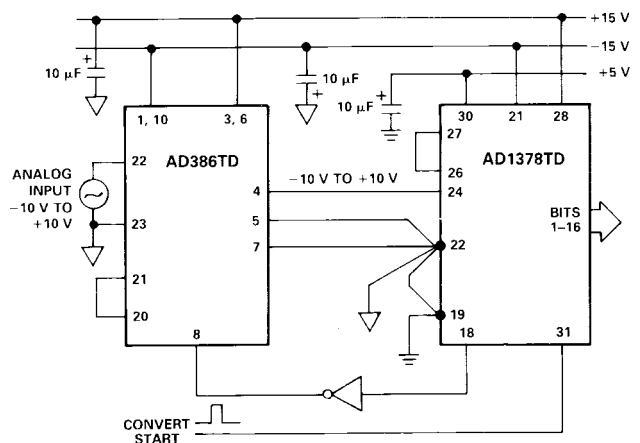 +15 V
−15 V
+5 V
10 µF
+
10 µF
+
10 µF
+
1, 10
3, 6
30
21
28
AD386TD
AD1378TD
27
26
22
ANALOG
INPUT
−10 V TO
+10 V
23
21
20
4
−10 V TO +10 V
24
5
7
22
BITS
1–16
19
8
18
31
CONVERT
START